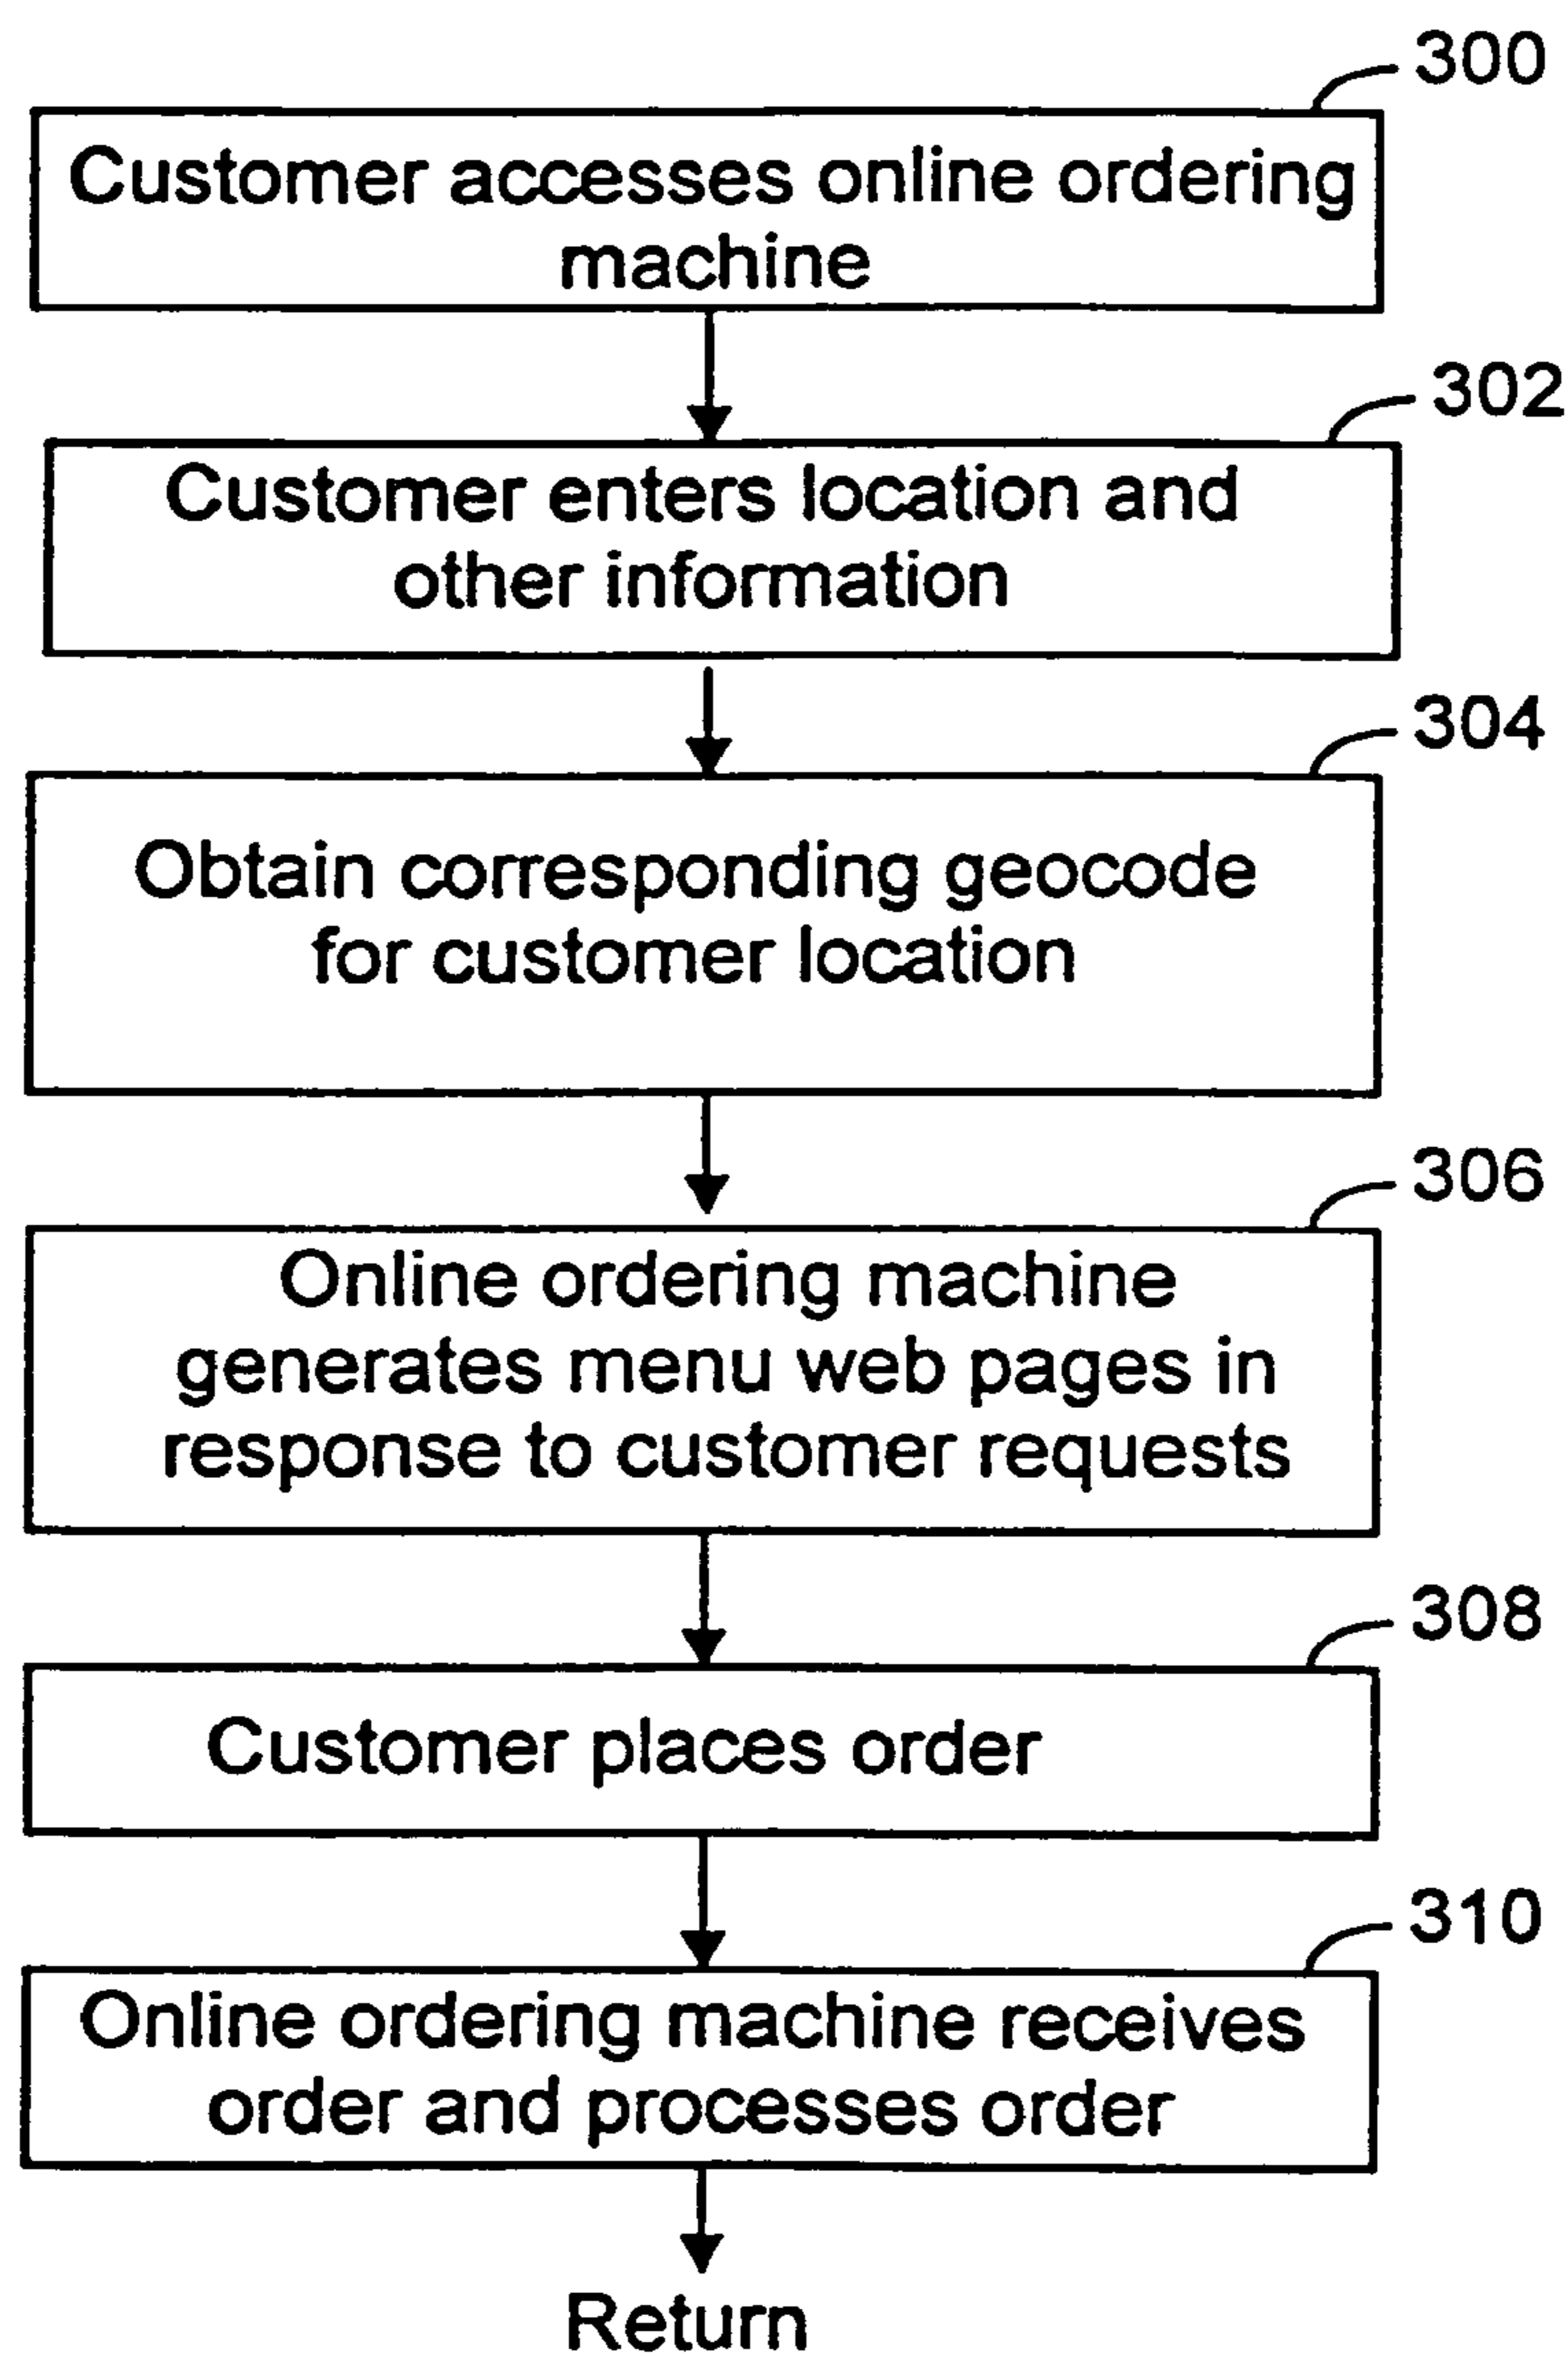 300
Customer accesses online ordering
machine
302
Customer enters location and
other information
304
Obtain corresponding geocode
for customer location
306
Online ordering machine
generates menu web pages in
response to customer requests
308
Customer places order
310
Online ordering machine receives
order and processes order
Return